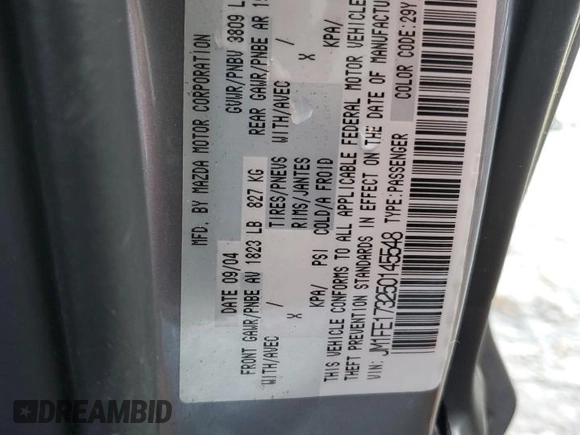 MFD. BY MAZDA MOTOR CORPORATION
DATE 09/04 GVWR/PNBV 3809 L
FRONT GAWR/PNBE AV 1823 LB 827 KG REAR GAWR/PNBE AR
WITH/AVEC / TIRES/PNEUS WITH/AVEC /
X RIMS/JANTES X
KPA/ PSI COLD/A FROID KPA/
THIS VEHICLE CONFORMS TO ALL APPLICABLE FEDERAL MOTOR VEHICLE
THEFT PREVENTION STANDARDS IN EFFECT ON THE DATE OF MANUFACTUR
VIN: JM1FE173250145548 TYPE:PASSENGER COLOR CODE:29Y
DREAMBID